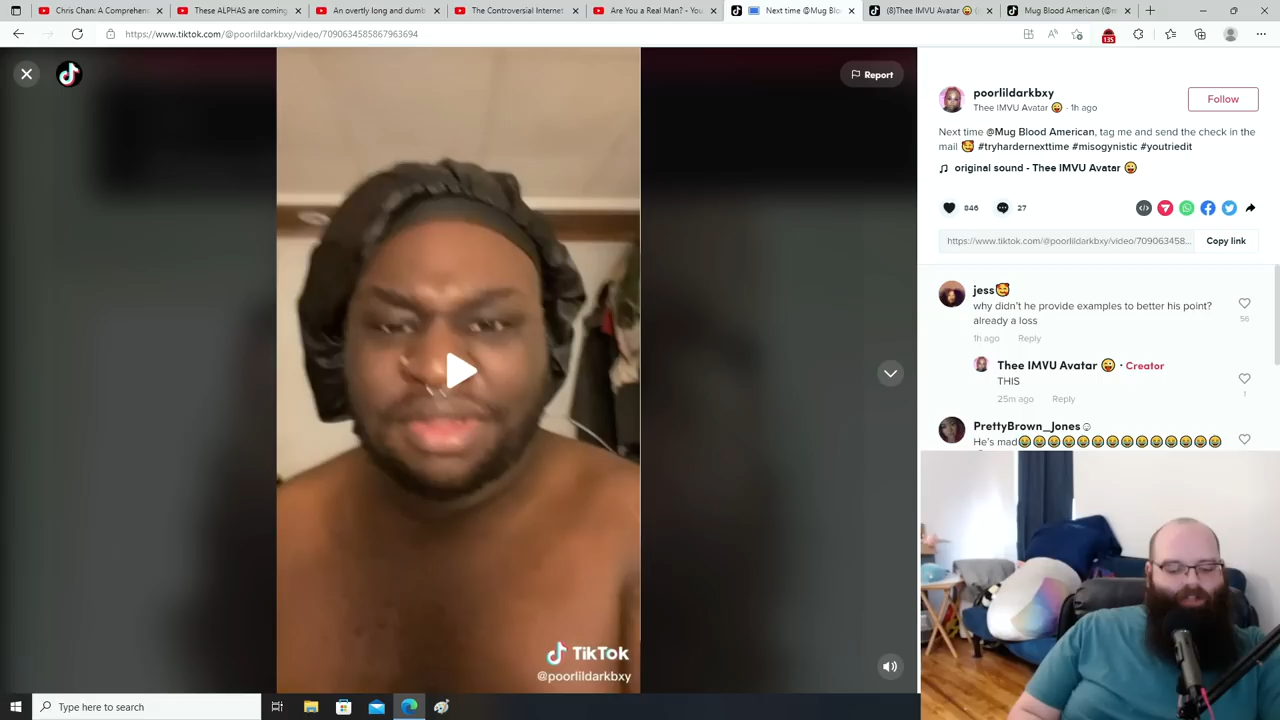 Chris Chan: A Comprehen
These ALPHAS are coming
An overtly long and dumb
The Controversial Internet
Are You a Real Man? - You
Next time @Mug Blo
(8)Thee IMVU Avatar 😜 (
Mug Blood American (@m
https://www.tiktok.com/@poorlildarkbxy/video/7090634585867963694
135
Report
poorlildarkbxy
Thee IMVU Avatar 😜 · 1h ago
Follow
Next time @Mug Blood American, tag me and send the check in the
mail 🥰 #tryhardernexttime #misogynistic #youtriedit
original sound - Thee IMVU Avatar 😜
846
27
https://www.tiktok.com/@poorlildarkbxy/video/709063458...
Copy link
jess🥰
why didn't he provide examples to better his point?
already a loss
56
1h ago Reply
Thee IMVU Avatar 😜 · Creator
THIS
1
25m ago Reply
PrettyBrown_Jones☺
He's mad😂😂😂😂😂😂😂😂😂😂😂😂😂😂
TikTok
@poorlildarkbxy
Type here to search